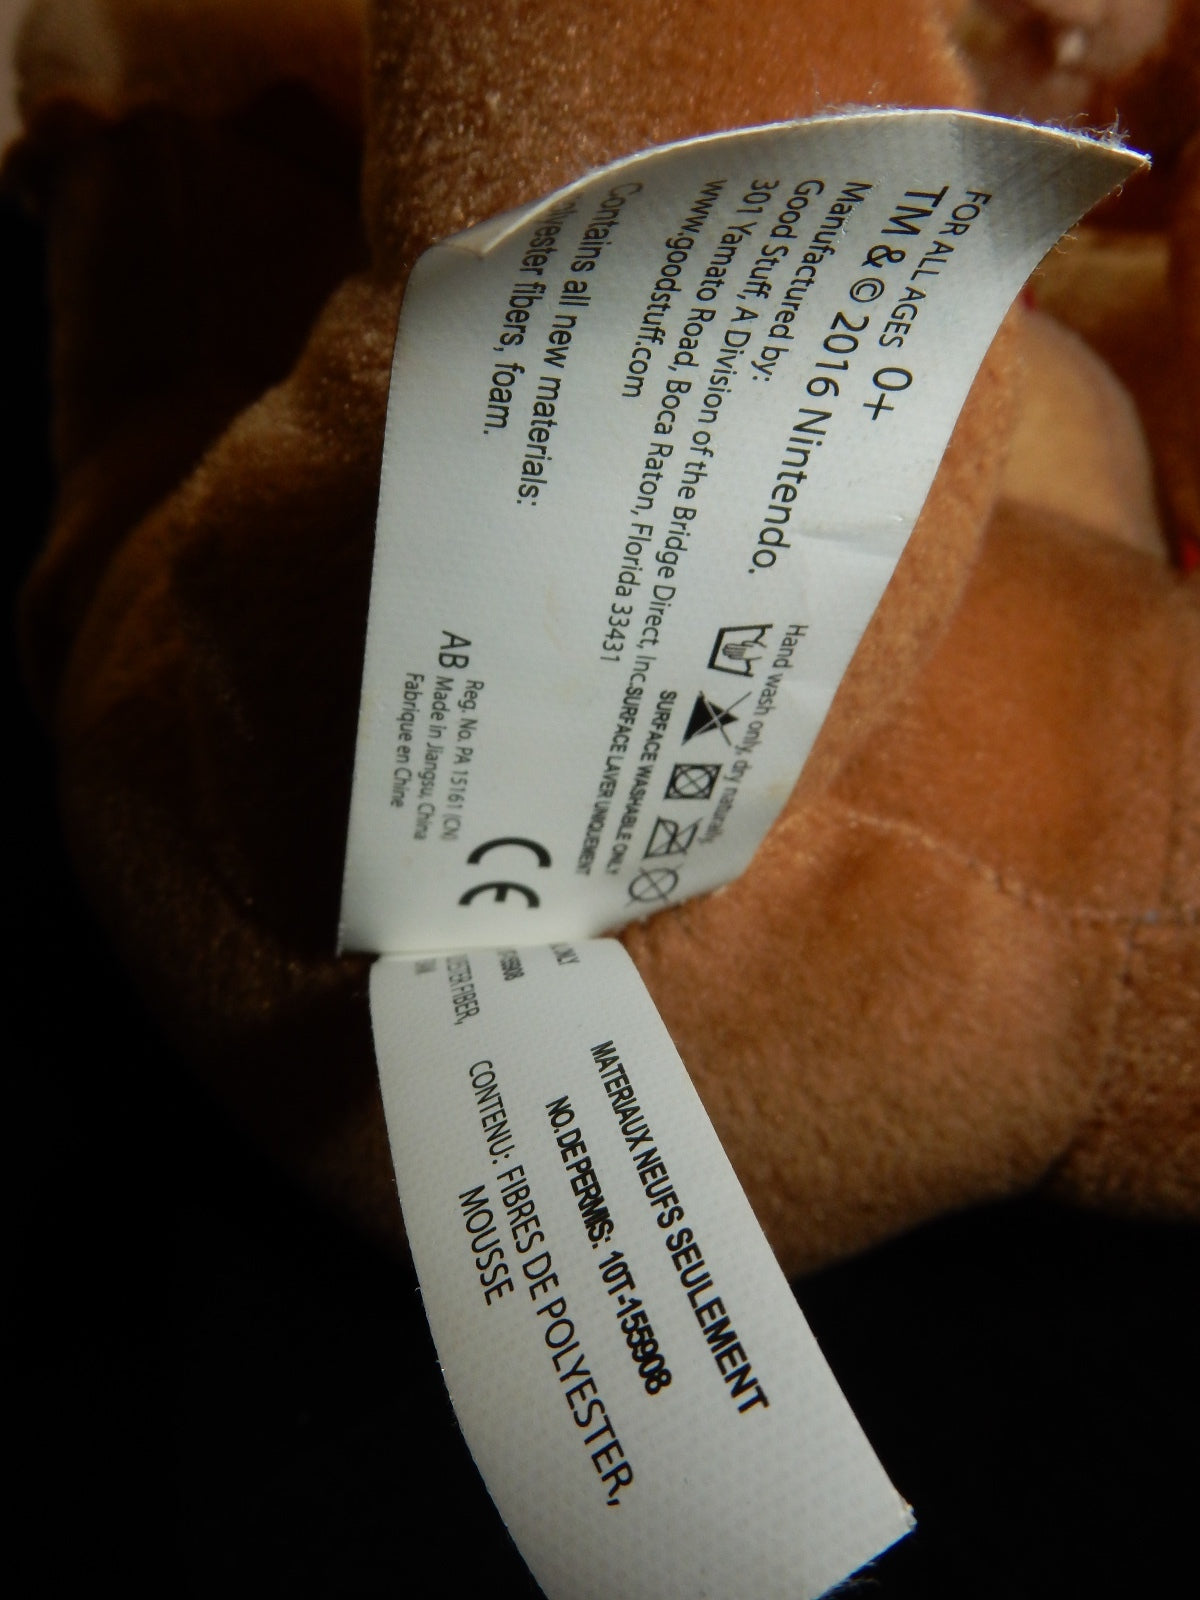 FOR ALL AGES 0+
TM & © 2016 Nintendo.
Manufactured by:
Good Stuff, A Division of the Bridge Direct, Inc.
301 Yamato Road, Boca Raton, Florida 33431
www.goodstuff.com
Contains all new materials:
fibers, foam.
Hand wash only, dry naturally.
SURFACE WASHABLE ONLY
SURFACE LAVER UNIQUEMENT
CE
AB
Reg. No. PA 15161 (CN)
Made in Jiangsu, China
Fabrique en Chine
FIBER,
MATERIAUX NEUFS SEULEMENT
NO. DE PERMIS: 10T-155908
CONTENU: FIBRES DE POLYESTER,
MOUSSE